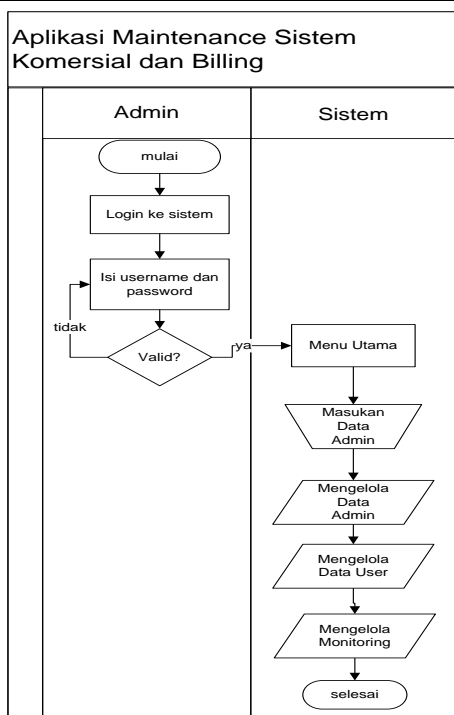 Aplikasi Maintenance Sistem
Komersial dan Billing
Admin
Sistem
mulai
Login ke sistem
Isi username dan
password
tidak
Valid?
ya
Menu Utama
Masukan
Data
Admin
Mengelola
Data
Admin
Mengelola
Data User
Mengelola
Monitoring
selesai